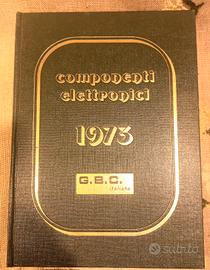 componenti
elettronici
1973
G.B.C.
italiana
subito